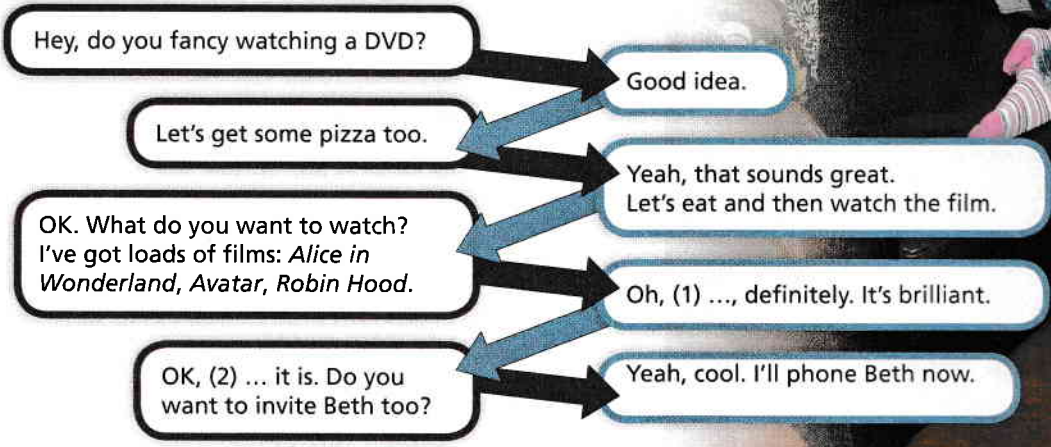 Hey, do you fancy watching a DVD?
Good idea.
Let's get some pizza too.
Yeah, that sounds great.
Let's eat and then watch the film.
OK. What do you want to watch?
I've got loads of films: Alice in
Wonderland, Avatar, Robin Hood.
Oh, (1) ..., definitely. It's brilliant.
OK, (2) ... it is. Do you
want to invite Beth too?
Yeah, cool. I'll phone Beth now.